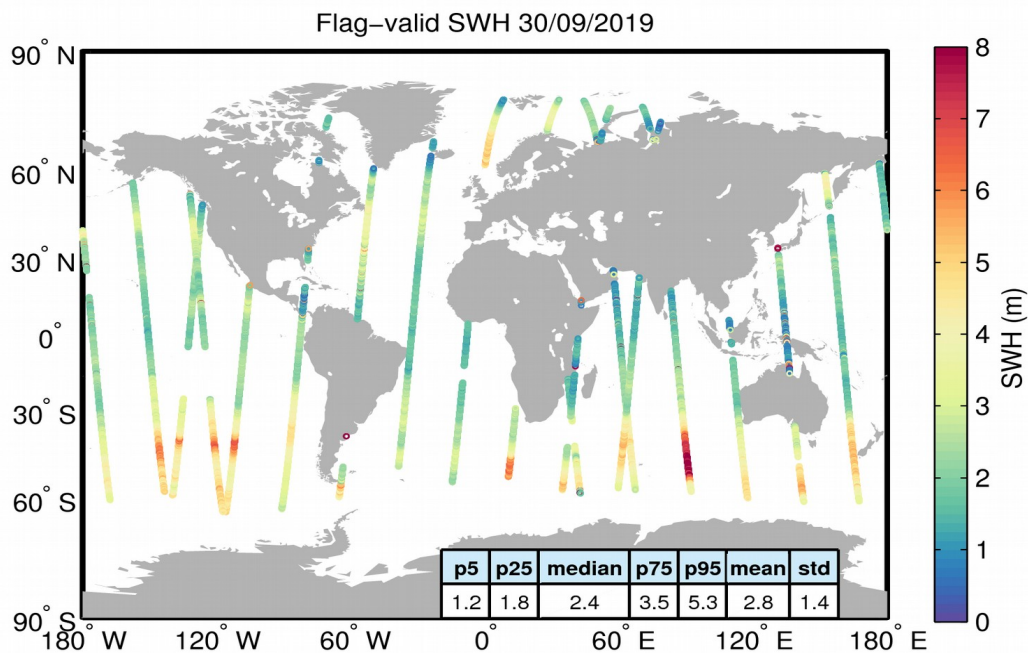 Flag−valid SWH 30/09/2019
90° N
60° N
30° N
0°
30° S
60° S
90° S
180° W
120° W
60° W
0°
60° E
120° E
180° E
p5 p25 median p75 p95 mean std
1.2 1.8 2.4 3.5 5.3 2.8 1.4
8
7
6
5
4
3
2
1
0
SWH (m)